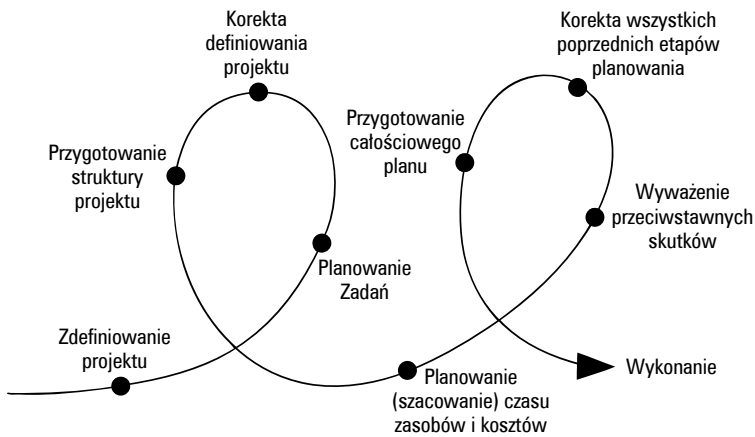 Korekta
definiowania
projektu
Korekta wszystkich
poprzednich etapów
planowania
Przygotowanie
struktury
projektu
Przygotowanie
całościowego
planu
Wyważenie
przeciwstawnych
skutków
Planowanie
Zadań
Zdefiniowanie
projektu
Planowanie
(szacowanie) czasu
zasobów i kosztów
Wykonanie